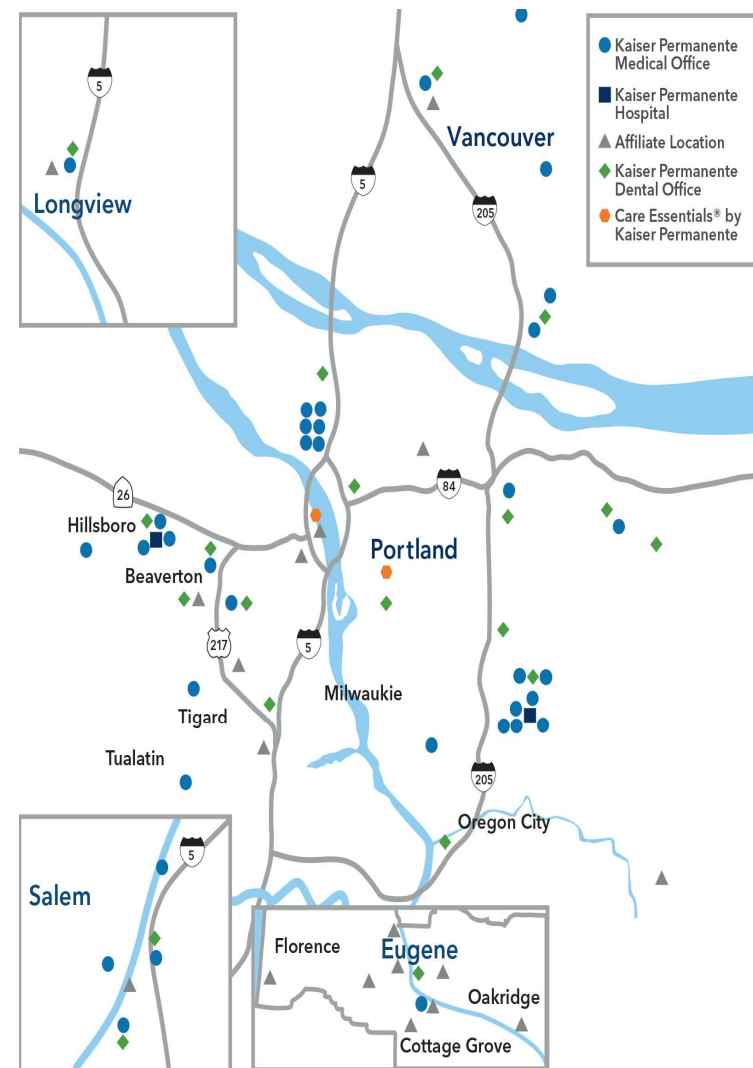 5
Longview
Vancouver
5
205
Kaiser Permanente
Medical Office
Kaiser Permanente
Hospital
Affiliate Location
Kaiser Permanente
Dental Office
Care Essentials® by
Kaiser Permanente
26
84
Hillsboro
Portland
Beaverton
217
5
Milwaukie
Tigard
Tualatin
205
Oregon City
5
Salem
Florence
Eugene
Oakridge
Cottage Grove